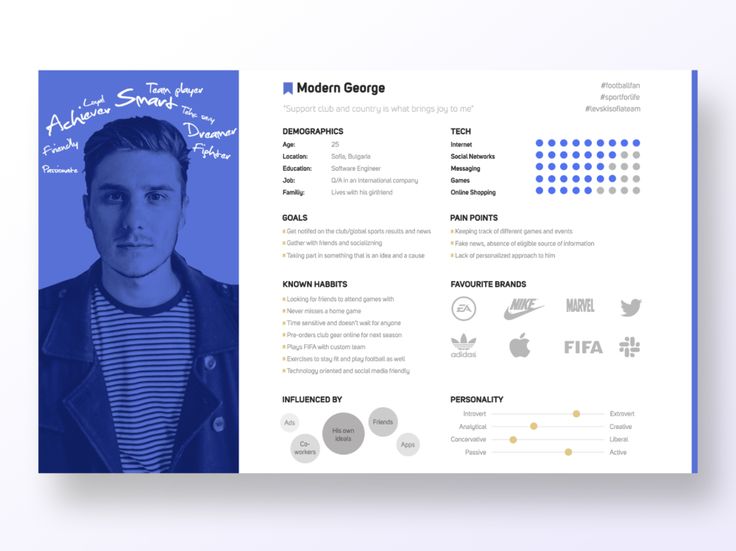 Team player
Loyal
Smart
Achiever
Dreamer
Friendly
Fighter
Passionate
Modern George
"Support club and country is what brings joy to me"
#footballfan
#sportforlife
#levskisofiateam
DEMOGRAPHICS
Age: 25
Location: Sofia, Bulgaria
Education: Software Engineer
Job: Q/A in an international company
Familiy: Lives with his girlfriend
TECH
Internet
Social Networks
Messaging
Games
Online Shopping
GOALS
Get notifed on the club/global sports results and news
Gather with friends and socializning
Taking part in something that is an idea and a cause
PAIN POINTS
Keeping track of different games and events
Fake news, absence of eligible source of information
Lack of personalized approach to him
KNOWN HABBITS
Looking for friends to attend games with
Never misses a home game
Time sensitive and doesn't wait for anyone
Pre-orders club gear online for next season
Plays FIFA with custom team
Exercises to stay fit and play football as well
Technology oriented and social media friendly
FAVOURITE BRANDS
EA
NIKE
MARVEL
adidas
FIFA
INFLUENCED BY
Ads
Co-
workers
His own
ideals
Friends
Apps
PERSONALITY
Introvert Extrovert
Analytical Creative
Concervative Liberal
Passive Active